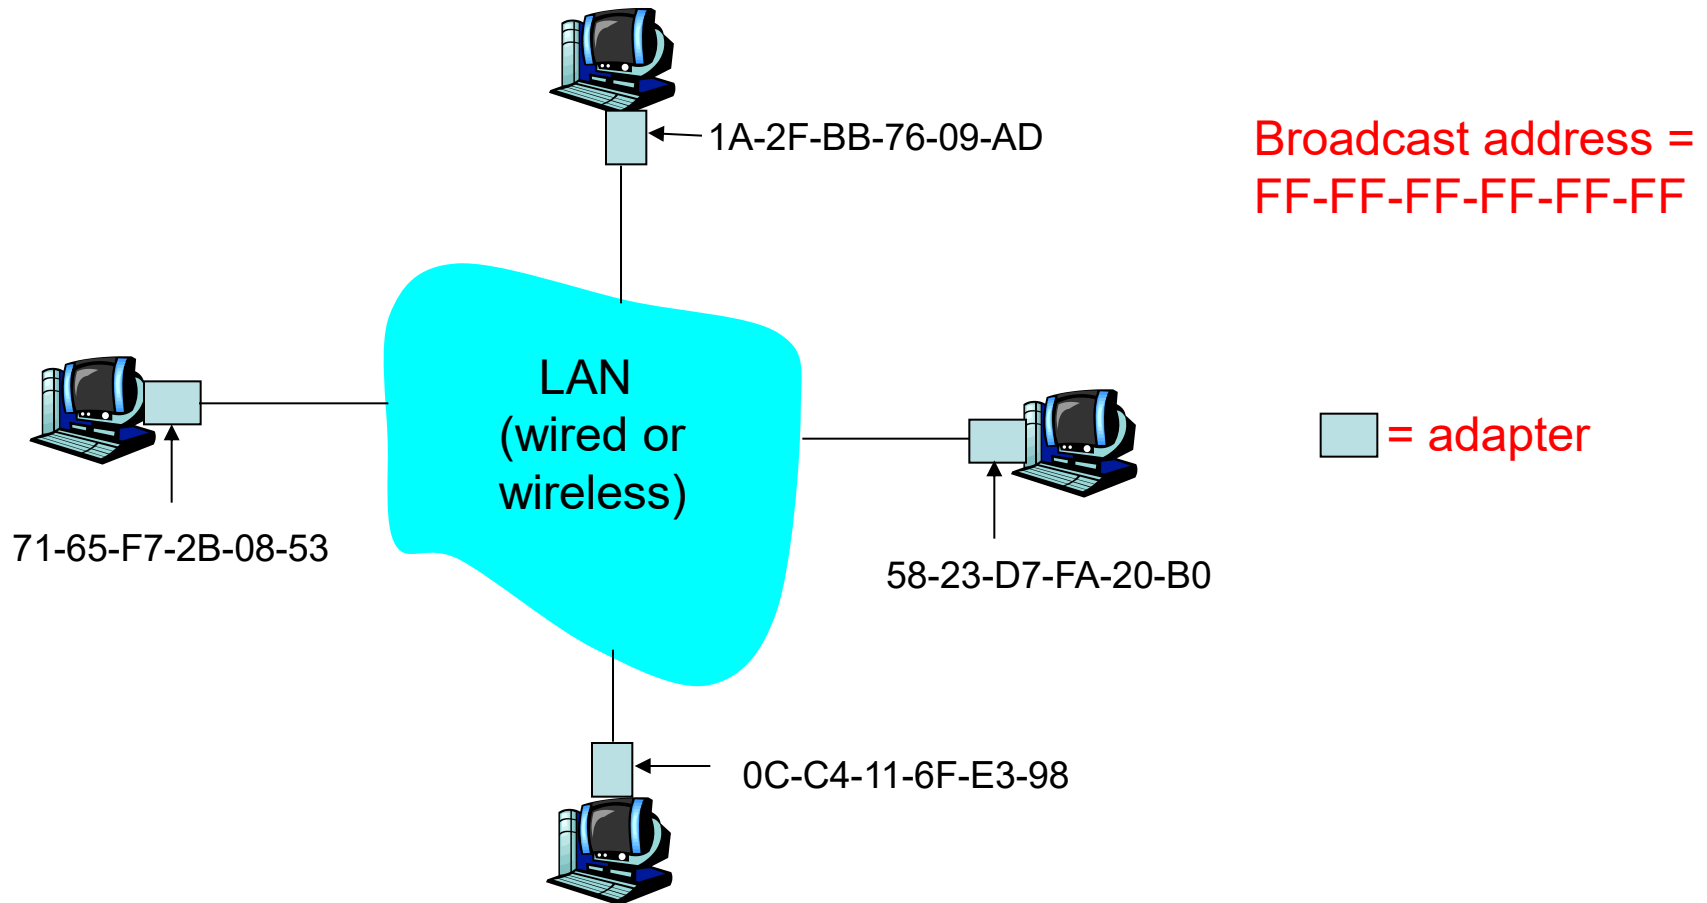 1A-2F-BB-76-09-AD
Broadcast address =
FF-FF-FF-FF-FF-FF
LAN
(wired or
wireless)
= adapter
71-65-F7-2B-08-53
58-23-D7-FA-20-B0
0C-C4-11-6F-E3-98